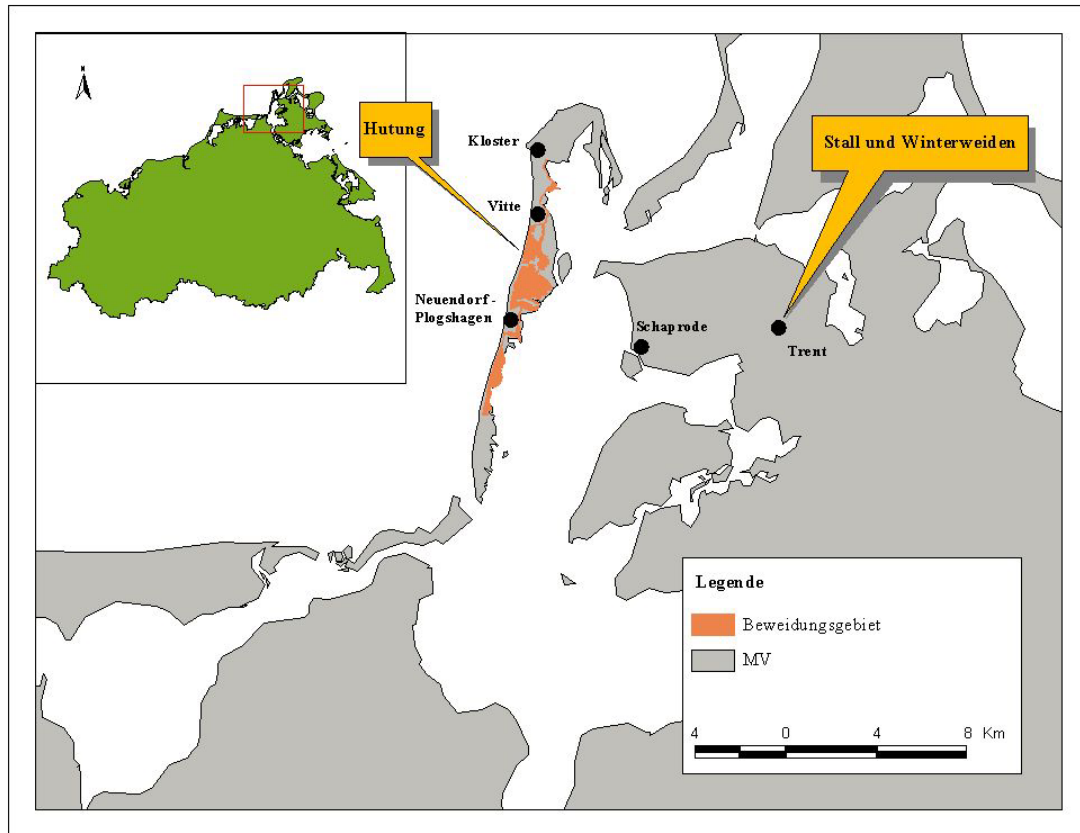 N
Hutung
Kloster
Stall und Winterweiden
Vitte
Neuendorf-
Plogshagen
Schaprode
Trent
Legende
Beweidungsgebiet
MV
4 0 4 8 Km